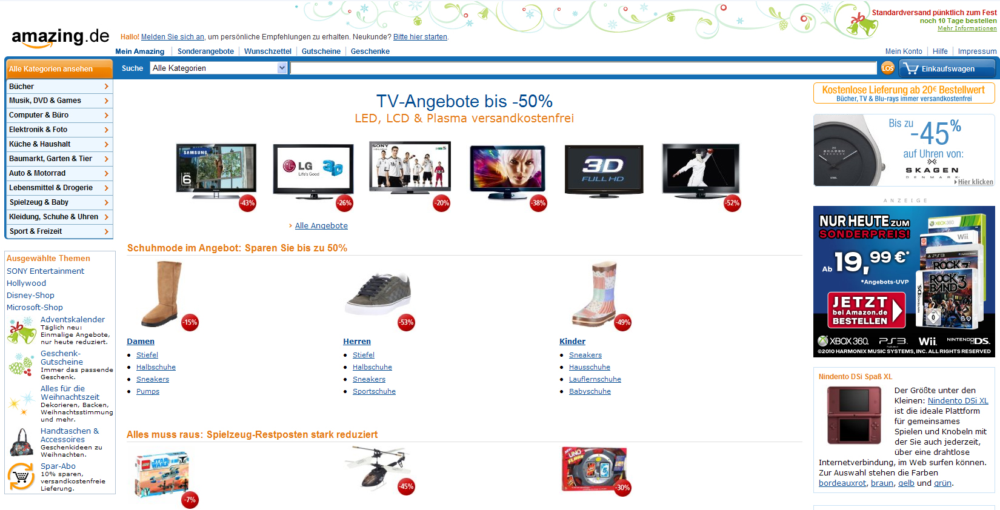 Standardversand pünktlich zum Fest
noch 10 Tage bestellen
Mehr Informationen
amazing.de
Hallo! Melden Sie sich an, um persönliche Empfehlungen zu erhalten. Neukunde? Bitte hier starten.
Mein Amazing
Sonderangebote
Wunschzettel
Gutscheine
Geschenke
Mein Konto
Hilfe
Impressum
Alle Kategorien ansehen
Suche
Alle Kategorien
LOS
Einkaufswagen
Bücher
Musik, DVD & Games
Computer & Büro
Elektronik & Foto
Küche & Haushalt
Baumarkt, Garten & Tier
Auto & Motorrad
Lebensmittel & Drogerie
Spielzeug & Baby
Kleidung, Schuhe & Uhren
Sport & Freizeit
Ausgewählte Themen
SONY Entertainment
Hollywood
Disney-Shop
Microsoft-Shop
Adventskalender
Täglich neu:
Einmalige Angebote,
nur heute reduziert.
Geschenk-
Gutscheine
Immer das passende
Geschenk.
Alles für die
Weihnachtszeit
Dekorieren, Backen,
Weihnachtsstimmung
und mehr.
Handtaschen &
Accessoires
Geschenkideen zu
Weihnachten.
Spar-Abo
10% sparen,
versandkostenfreie
Lieferung.
TV-Angebote bis -50%
LED, LCD & Plasma versandkostenfrei
SAMSUNG
SERIE
6
-43%
LG
Life's Good
3D
-26%
SONY
-20%
-38%
3D
FULL HD
-52%
Alle Angebote
Schuhmode im Angebot: Sparen Sie bis zu 50%
-15%
-53%
-49%
Damen
Stiefel
Halbschuhe
Sneakers
Pumps
Herren
Stiefel
Halbschuhe
Sneakers
Sportschuhe
Kinder
Sneakers
Hausschuhe
Lauflernschuhe
Babyschuhe
Alles muss raus: Spielzeug-Restposten stark reduziert
LEGO
STAR WARS
-7%
-45%
UNO
FLASH
-30%
Kostenlose Lieferung ab 20€ Bestellwert
Bücher, TV & Blu-rays immer versandkostenfrei
SKAGEN
STEEL
Bis zu
-45%
auf Uhren von:
SKAGEN
DENMARK
Hier klicken
ANZEIGE
NUR HEUTE ZUM
SONDERPREIS!
Ab 19,99 €*
*Angebots-UVP
JETZT
bei Amazon.de
BESTELLEN
XBOX 360
Wii
PS3
ROCK
ROCK BAND 3
NINTENDO DS
0
XBOX 360. PS3. Wii. NINTENDODS.
©2010 HARMONIX MUSIC SYSTEMS, INC. ALL RIGHTS RESERVED
Nindento DSi Spaß XL
Der Größte unter den
Kleinen: Nindento DSi XL
ist die ideale Plattform
für gemeinsames
Spielen und Knobeln mit
der Sie auch jederzeit,
über eine drahtlose
Internetverbindung, im Web surfen können.
Zur Auswahl stehen die Farben
bordeauxrot, braun, gelb und grün.